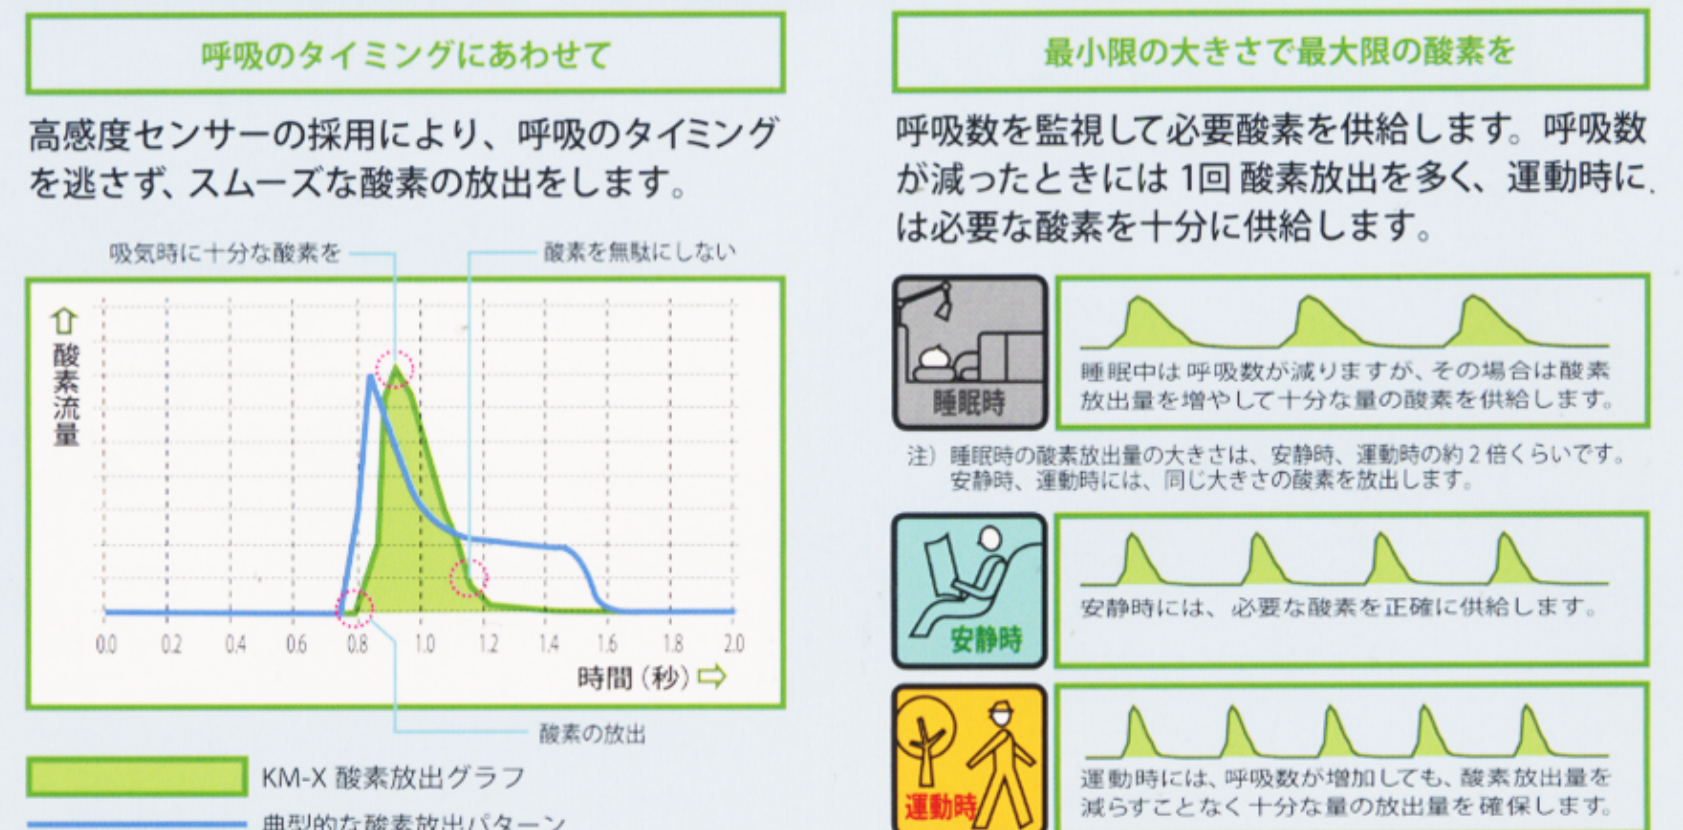 呼吸のタイミングにあわせて
高感度センサーの採用により、呼吸のタイミング
を逃さず、スムーズな酸素の放出をします。
吸気時に十分な酸素を
酸素を無駄にしない
酸素流量
0.0 0.2 0.4 0.6 0.8 1.0 1.2 1.4 1.6 1.8 2.0
時間（秒）
酸素の放出
KM-X 酸素放出グラフ
典型的な酸素放出パターン
最小限の大きさで最大限の酸素を
呼吸数を監視して必要酸素を供給します。呼吸数
が減ったときには 1回 酸素放出を多く、運動時に
は必要な酸素を十分に供給します。
睡眠時
睡眠中は呼吸数が減りますが、その場合は酸素
放出量を増やして十分な量の酸素を供給します。
注）睡眠時の酸素放出量の大きさは、安静時、運動時の約2倍くらいです。
安静時、運動時には、同じ大きさの酸素を放出します。
安静時
安静時には、必要な酸素を正確に供給します。
運動時
運動時には、呼吸数が増加しても、酸素放出量を
減らすことなく十分な量の放出量を確保します。